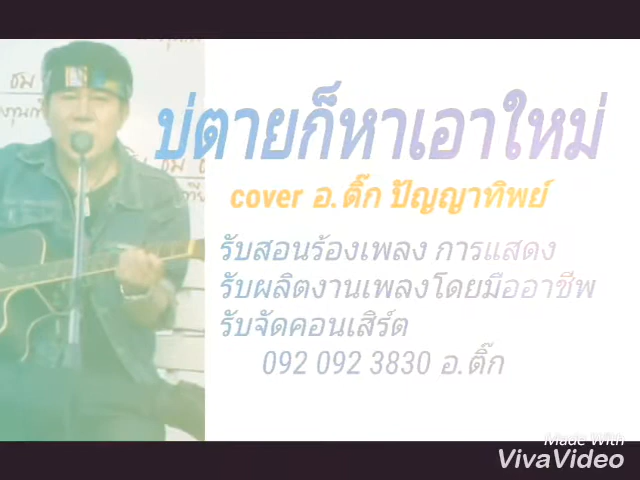 บ่ตายก็หาเอาใหม่
cover อ.ติ๊ก ปัญญาทิพย์
รับสอนร้องเพลง การแสดง
รับผลิตงานเพลงโดยมืออาชีพ
รับจัดคอนเสิร์ต
092 092 3830 อ.ติ๊ก
Made With
VivaVideo